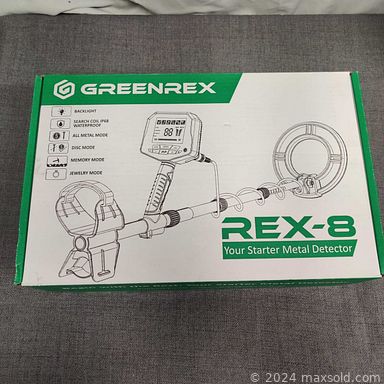 GREENREX
BACKLIGHT
SEARCH COIL IP68
WATERPROOF
ALL METAL MODE
DISC MODE
MEMORY MODE
JEWELRY MODE
88
REX-8
Your Starter Metal Detector
© 2024 maxsold.com